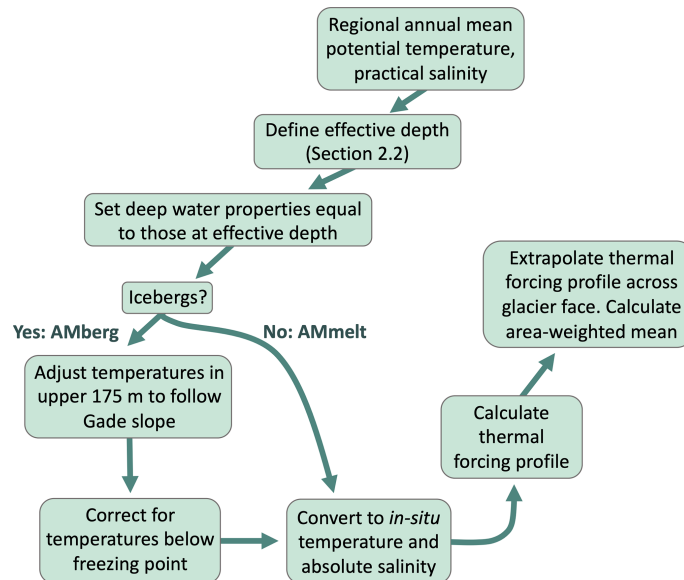 Regional annual mean
potential temperature,
practical salinity
Define effective depth
(Section 2.2)
Set deep water properties equal
to those at effective depth
Icebergs?
Yes: AMberg
No: AMmelt
Adjust temperatures in
upper 175 m to follow
Gade slope
Correct for
temperatures below
freezing point
Convert to in-situ
temperature and
absolute salinity
Calculate
thermal
forcing profile
Extrapolate thermal
forcing profile across
glacier face. Calculate
area-weighted mean